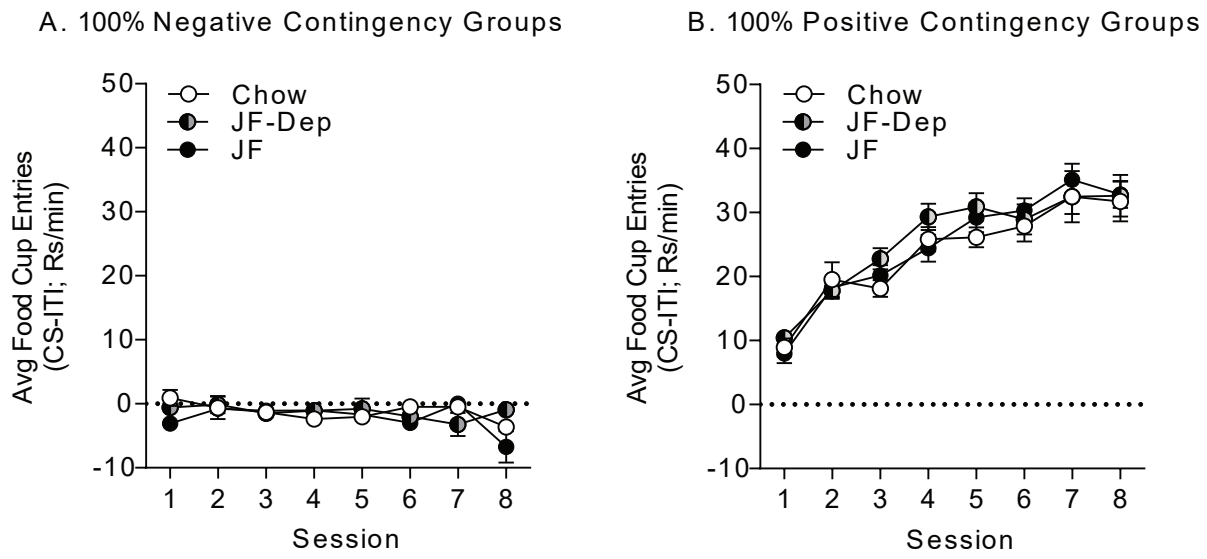 A. 100% Negative Contingency Groups
Avg Food Cup Entries
(CS-ITI; Rs/min)
50
40
30
20
10
0
-10
Chow
JF-Dep
JF
1 2 3 4 5 6 7 8
Session
B. 100% Positive Contingency Groups
Avg Food Cup Entries
(CS-ITI; Rs/min)
50
40
30
20
10
0
-10
Chow
JF-Dep
JF
1 2 3 4 5 6 7 8
Session